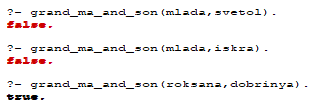 ?- grand_ma_and_son(mlada,svetol).
false.
?- grand_ma_and_son(mlada,iskra).
false.
?- grand_ma_and_son(roksana,dobrinya).
true.